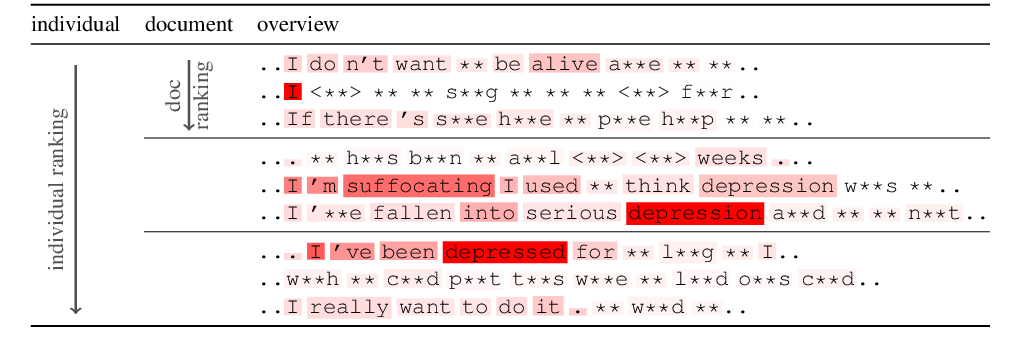 individual document overview
individual ranking
doc ranking
..I do n't want ** be alive a**e ** **..
..I <**> ** ** s**g ** ** ** <**> f**r..
..If there 's s**e h**e ** p**e h**p ** **..
... ** h**s b**n ** a**l <**> <**> weeks ...
..I 'm suffocating I used ** think depression w**s **..
..I '**e fallen into serious depression a**d ** ** n**t..
... I 've been depressed for ** l**g ** I..
..w**h ** c**d p**t t**s w**e ** l**d o**s c**d..
..I really want to do it . ** w**d **..